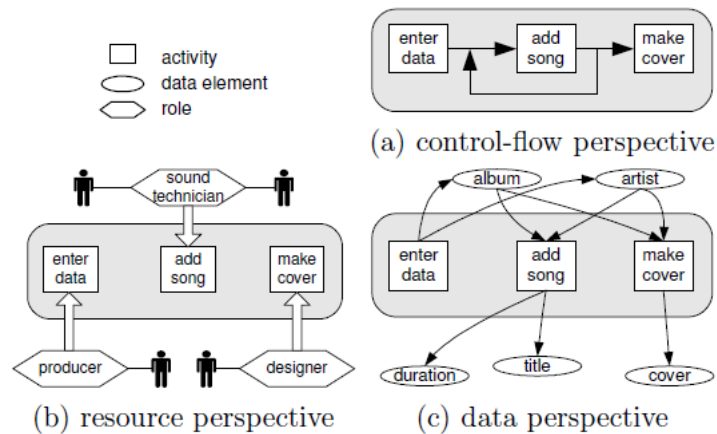 activity
data element
role
enter
data
add
song
make
cover
(a) control-flow perspective
sound
technician
enter
data
add
song
make
cover
producer
designer
(b) resource perspective
album
artist
enter
data
add
song
make
cover
duration
title
cover
(c) data perspective